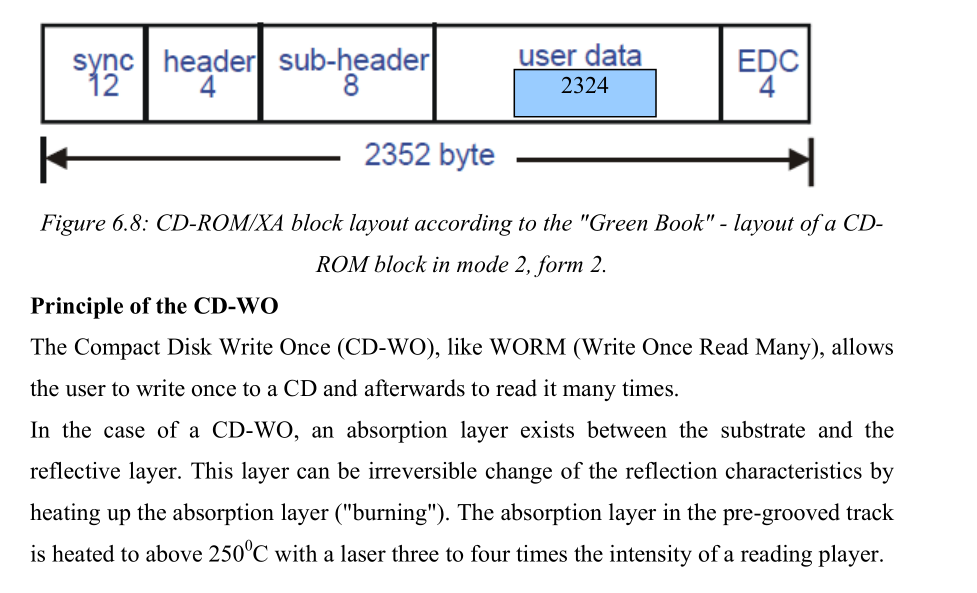 sync header sub-header user data EDC
12 4 8 2324 4
2352 byte
Figure 6.8: CD-ROM/XA block layout according to the "Green Book" - layout of a CD-
ROM block in mode 2, form 2.
Principle of the CD-WO
The Compact Disk Write Once (CD-WO), like WORM (Write Once Read Many), allows
the user to write once to a CD and afterwards to read it many times.
In the case of a CD-WO, an absorption layer exists between the substrate and the
reflective layer. This layer can be irreversible change of the reflection characteristics by
heating up the absorption layer ("burning"). The absorption layer in the pre-grooved track
is heated to above 250⁰C with a laser three to four times the intensity of a reading player.